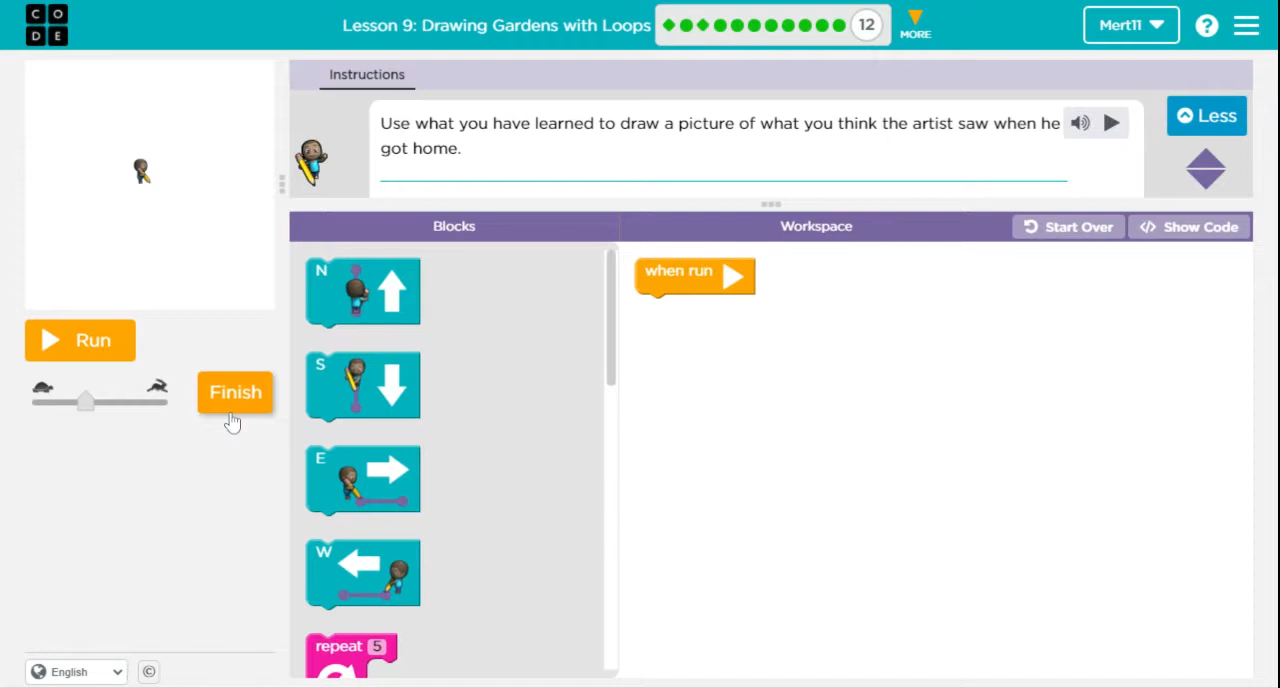 C O
D E
Lesson 9: Drawing Gardens with Loops
12
MORE
Mert11
?
Instructions
Use what you have learned to draw a picture of what you think the artist saw when he
got home.
Less
Blocks
Workspace
Start Over
</> Show Code
Run
Finish
N
S
E
W
repeat 5
when run
English
©